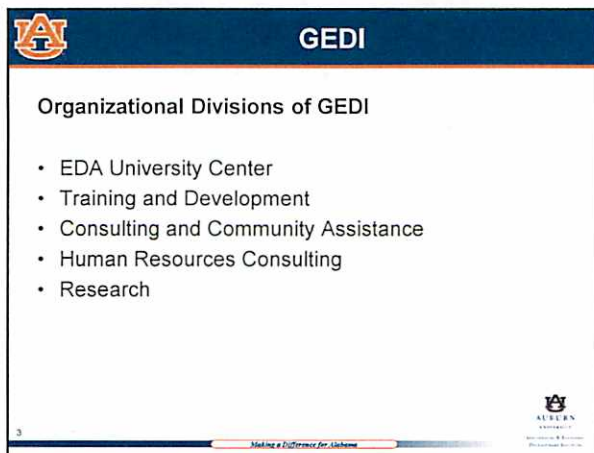 GEDI
Organizational Divisions of GEDI
• EDA University Center
• Training and Development
• Consulting and Community Assistance
• Human Resources Consulting
• Research
3
Making a Difference for Alabama
AUBURN
UNIVERSITY